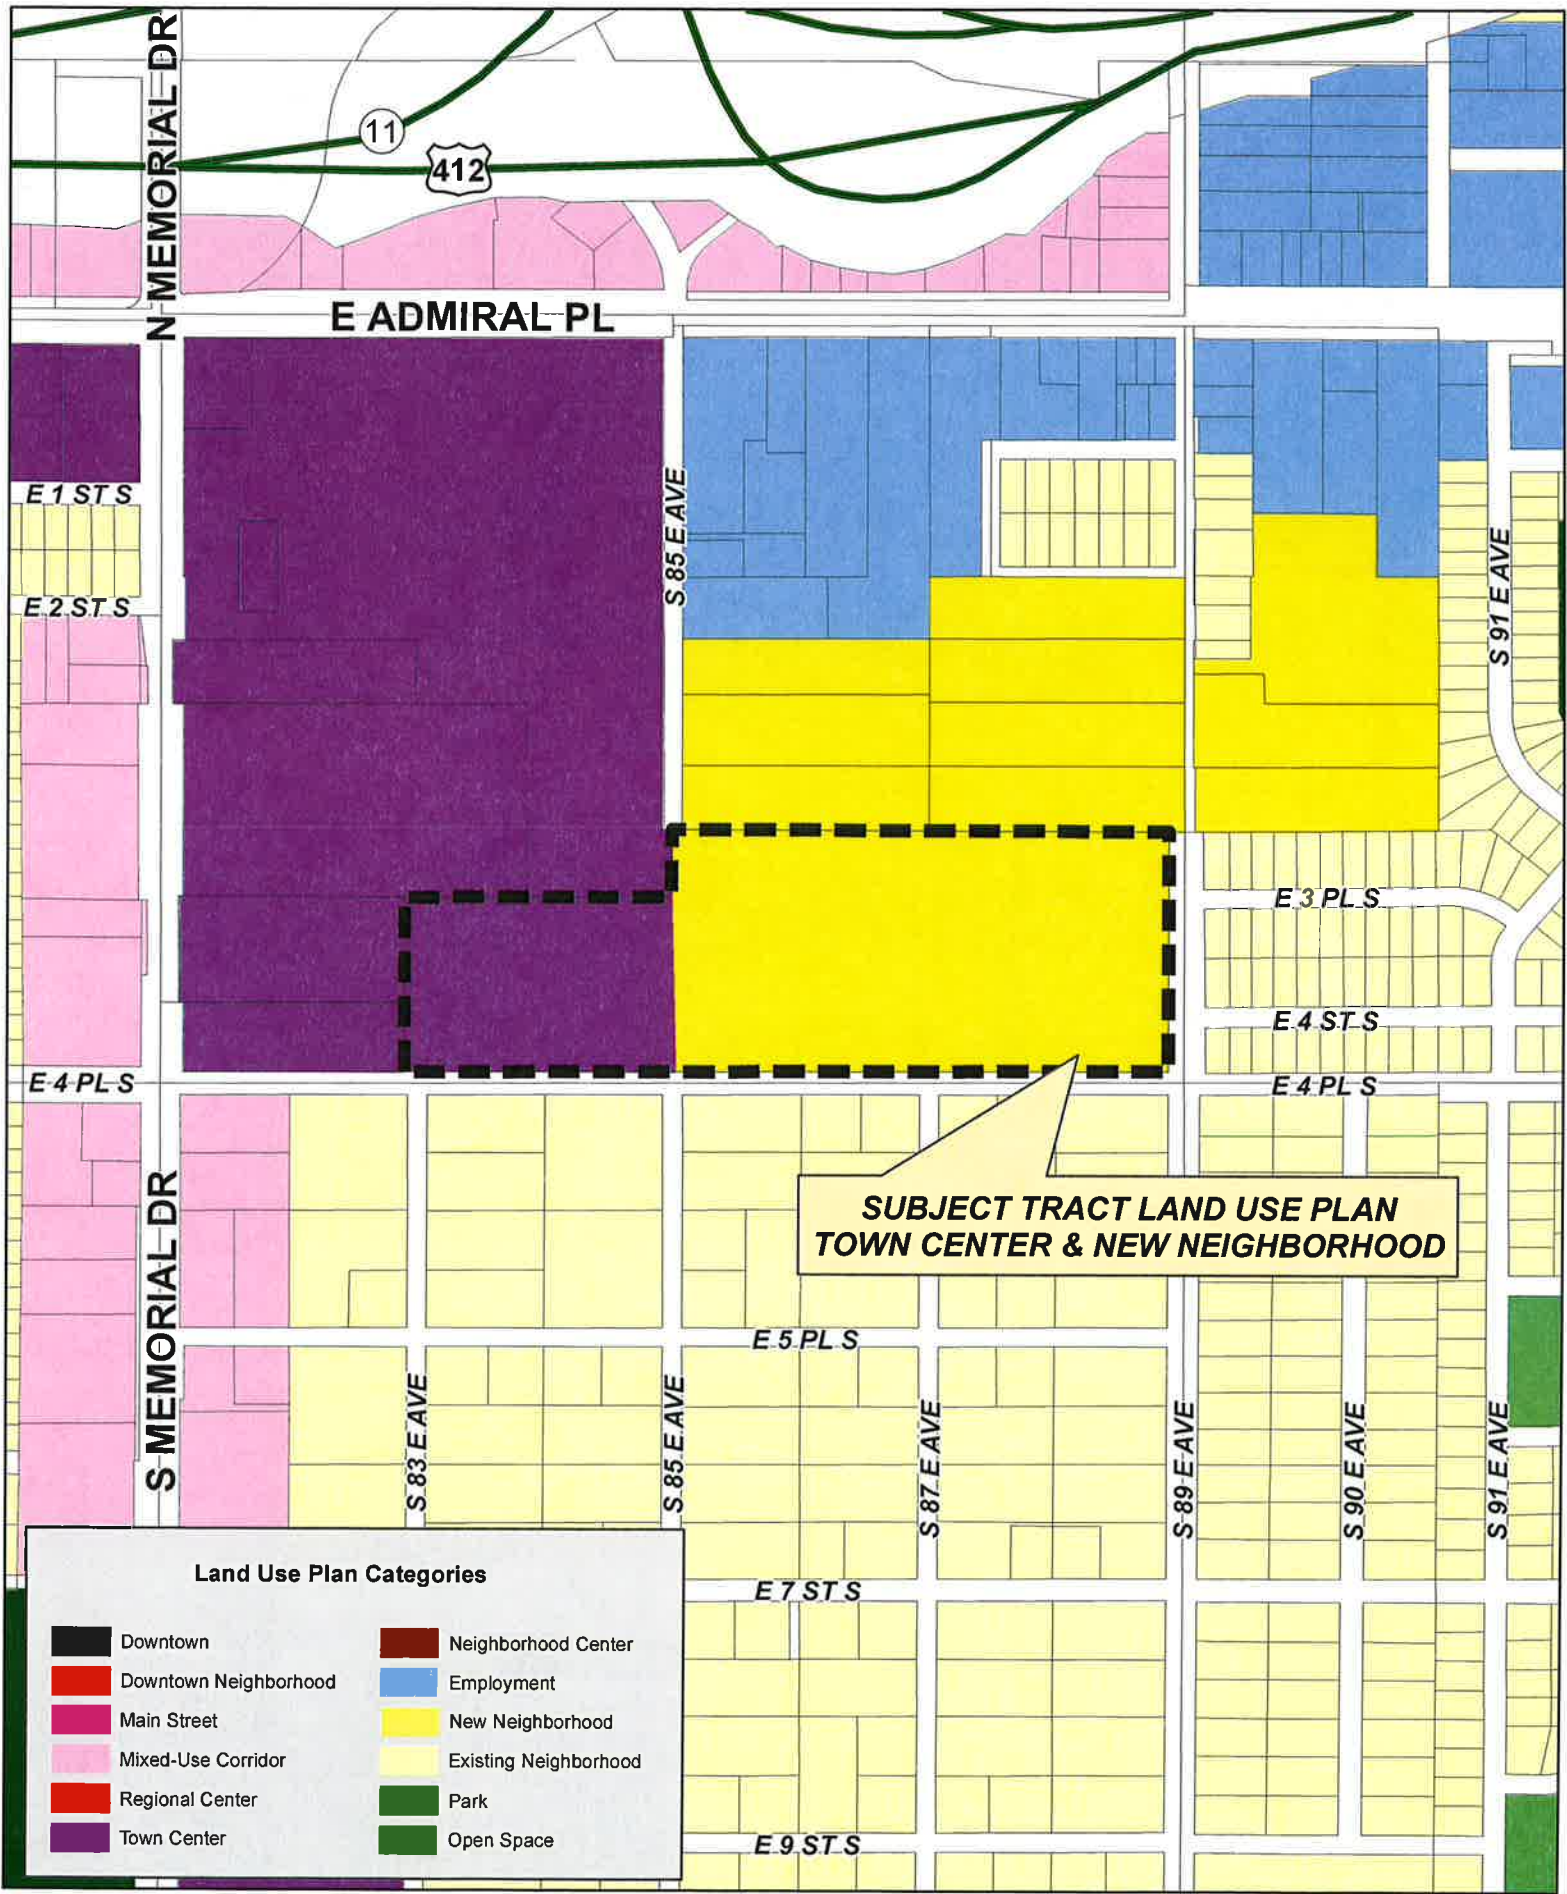 N MEMORIAL DR
11
412
E ADMIRAL PL
E 1 ST S
S 85 E AVE
S 91 E AVE
E 2 ST S
E 3 PL S
E 4 ST S
E 4 PL S
E 4 PL S
SUBJECT TRACT LAND USE PLAN
TOWN CENTER & NEW NEIGHBORHOOD
S MEMORIAL DR
E 5 PL S
S 83 E AVE
S 85 E AVE
S 87 E AVE
S 89 E AVE
S 90 E AVE
S 91 E AVE
E 7 ST S
E 9 ST S
Land Use Plan Categories
Downtown
Downtown Neighborhood
Main Street
Mixed-Use Corridor
Regional Center
Town Center
Neighborhood Center
Employment
New Neighborhood
Existing Neighborhood
Park
Open Space